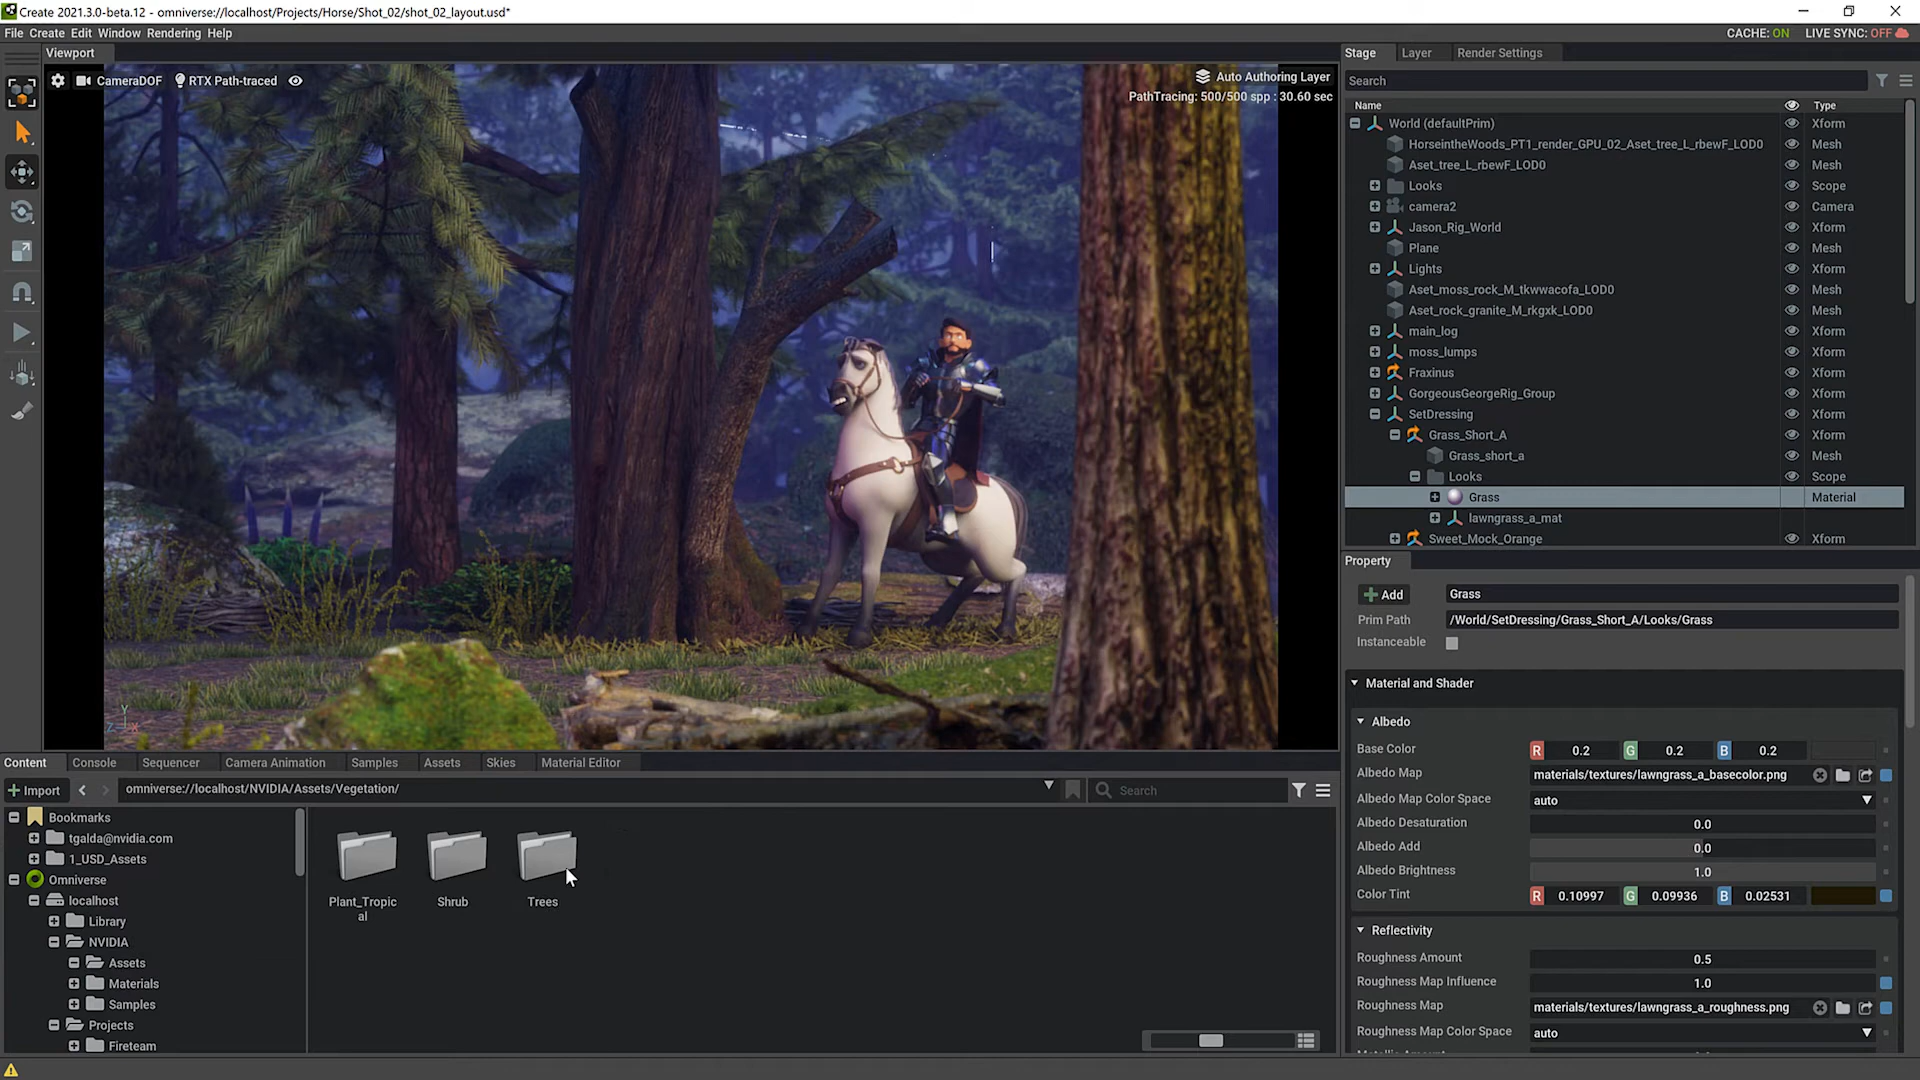 Create 2021.3.0-beta.12 - omniverse://localhost/Projects/Horse/Shot_02/shot_02_layout.usd*
File Create Edit Window Rendering Help
CACHE: ON LIVE SYNC: OFF
Viewport
Stage Layer Render Settings
CameraDOF RTX Path-traced
Auto Authoring Layer
PathTracing: 500/500 spp : 30.60 sec
Search
Name Type
World (defaultPrim) Xform
HorseintheWoods_PT1_render_GPU_02_Aset_tree_L_rbewF_LOD0 Mesh
Aset_tree_L_rbewF_LOD0 Mesh
Looks Scope
camera2 Camera
Jason_Rig_World Xform
Plane Mesh
Lights Xform
Aset_moss_rock_M_tkwwacofa_LOD0 Mesh
Aset_rock_granite_M_rkgxk_LOD0 Mesh
main_log Xform
moss_lumps Xform
Fraxinus Xform
GorgeousGeorgeRig_Group Xform
SetDressing Xform
Grass_Short_A Xform
Grass_short_a Mesh
Looks Scope
Grass Material
lawngrass_a_mat
Sweet_Mock_Orange Xform
Property
Add Grass
Prim Path /World/SetDressing/Grass_Short_A/Looks/Grass
Instanceable
Material and Shader
Albedo
Base Color R 0.2 G 0.2 B 0.2
Albedo Map materials/textures/lawngrass_a_basecolor.png
Albedo Map Color Space auto
Albedo Desaturation 0.0
Albedo Add 0.0
Albedo Brightness 1.0
Color Tint R 0.10997 G 0.09936 B 0.02531
Reflectivity
Roughness Amount 0.5
Roughness Map Influence 1.0
Roughness Map materials/textures/lawngrass_a_roughness.png
Roughness Map Color Space auto
Y
Z X
Content Console Sequencer Camera Animation Samples Assets Skies Material Editor
Import omniverse://localhost/NVIDIA/Assets/Vegetation/ Search
Bookmarks
tgalda@nvidia.com
1_USD_Assets
Omniverse
localhost
Library
NVIDIA
Assets
Materials
Samples
Projects
Fireteam
Plant_Tropic
al
Shrub
Trees